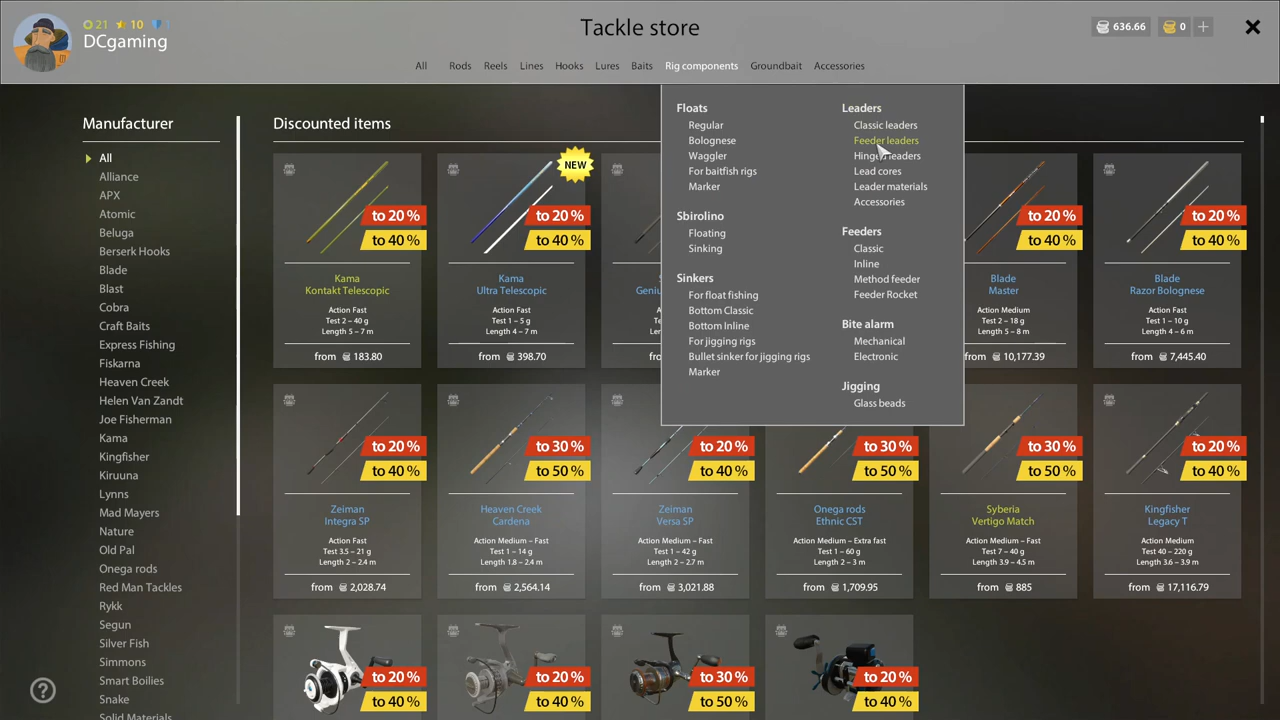 21 10
DCgaming
Tackle store
636.66
0
All Rods Reels Lines Hooks Lures Baits Rig components Groundbait Accessories
Manufacturer
All
Alliance
APX
Atomic
Beluga
Berserk Hooks
Blade
Blast
Cobra
Craft Baits
Express Fishing
Fiskarna
Heaven Creek
Helen Van Zandt
Joe Fisherman
Kama
Kingfisher
Kiruuna
Lynns
Mad Mayers
Nature
Old Pal
Onega rods
Red Man Tackles
Rykk
Segun
Silver Fish
Simmons
Smart Boilies
Snake
Solid Materials
Discounted items
to 20 %
to 40 %
Kama
Kontakt Telescopic
Action Fast
Test 2 – 40 g
Length 5 – 7 m
from 183.80
NEW
to 20 %
to 40 %
Kama
Ultra Telescopic
Action Fast
Test 1 – 5 g
Length 4 – 7 m
from 398.70
Floats
Regular
Bolognese
Waggler
For baitfish rigs
Marker
Sbirolino
Floating
Sinking
Sinkers
For float fishing
Bottom Classic
Bottom Inline
For jigging rigs
Bullet sinker for jigging rigs
Marker
Leaders
Classic leaders
Feeder leaders
Lead cores
Leader materials
Accessories
Feeders
Classic
Inline
Method feeder
Feeder Rocket
Bite alarm
Mechanical
Electronic
Jigging
Glass beads
to 20 %
to 40 %
Blade
Master
Action Medium
Test 2 – 18 g
Length 5 – 8 m
from 10,177.39
to 20 %
to 40 %
Blade
Razor Bolognese
Action Fast
Test 1 – 10 g
Length 4 – 6 m
from 7,445.40
to 20 %
to 40 %
Zeiman
Integra SP
Action Fast
Test 3.5 – 21 g
Length 2 – 2.4 m
from 2,028.74
to 30 %
to 50 %
Heaven Creek
Cardena
Action Medium – Fast
Test 1 – 14 g
Length 1.8 – 2.4 m
from 2,564.14
to 20 %
to 40 %
Zeiman
Versa SP
Action Medium – Fast
Test 1 – 42 g
Length 2 – 2.7 m
from 3,021.88
to 30 %
to 50 %
Onega rods
Ethnic CST
Action Medium – Extra fast
Test 1 – 60 g
Length 2 – 3 m
from 1,709.95
to 30 %
to 50 %
Syberia
Vertigo Match
Action Medium – Fast
Test 7 – 40 g
Length 3.9 – 4.5 m
from 885
to 20 %
to 40 %
Kingfisher
Legacy T
Action Medium
Test 40 – 220 g
Length 3.6 – 3.9 m
from 17,116.79
to 20 %
to 40 %
to 20 %
to 40 %
to 30 %
to 50 %
to 20 %
to 40 %
?